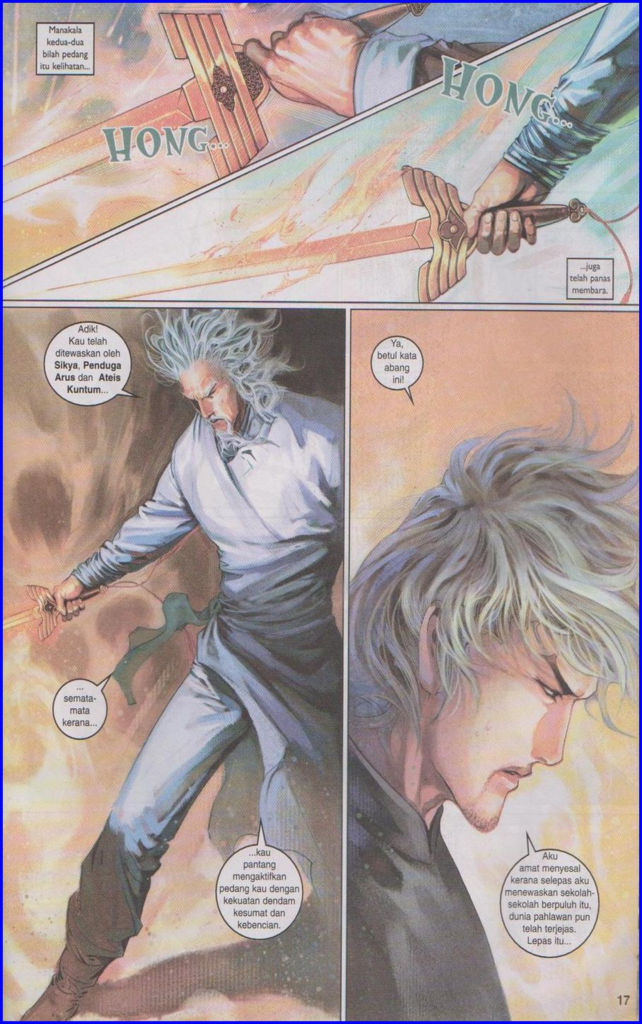 Manakala
kedua-dua
bilah pedang
itu kelihatan...
HONG...
HONG...
...juga
telah panas
membara.
Adik!
Kau telah
ditewaskan oleh
Sikya, Penduga
Arus dan Ateis
Kuntum...
...
semata-
mata
kerana...
...kau
pantang
mengaktifkan
pedang kau dengan
kekuatan dendam
kesumat dan
kebencian.
Ya,
betul kata
abang
ini!
Aku
amat menyesal
kerana selepas aku
menewaskan sekolah-
sekolah berpuluh itu,
dunia pahlawan pun
telah terjejas.
Lepas itu...
17